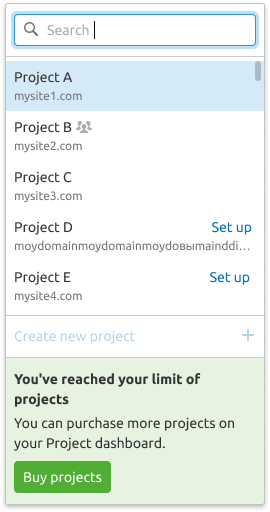 Search
Project A
mysite1.com
Project B
mysite2.com
Project C
mysite3.com
Project D Set up
moydomainmoydomainmoydовыmainddi...
Project E Set up
mysite4.com
Create new project +
You've reached your limit of
projects
You can purchase more projects on
your Project dashboard.
Buy projects